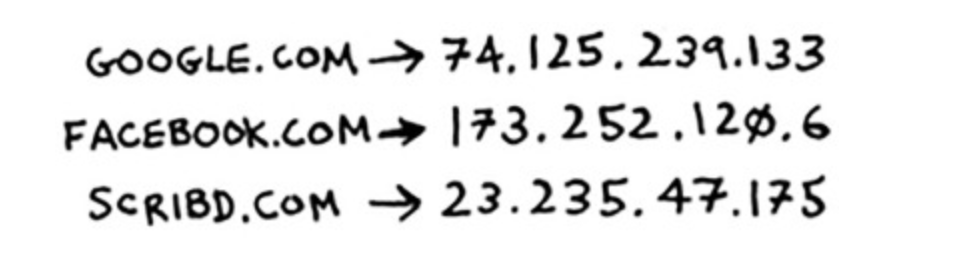 GOOGLE.COM → 74.125.239.133
FACEBOOK.COM → 173.252.120.6
SCRIBD.COM → 23.235.47.175